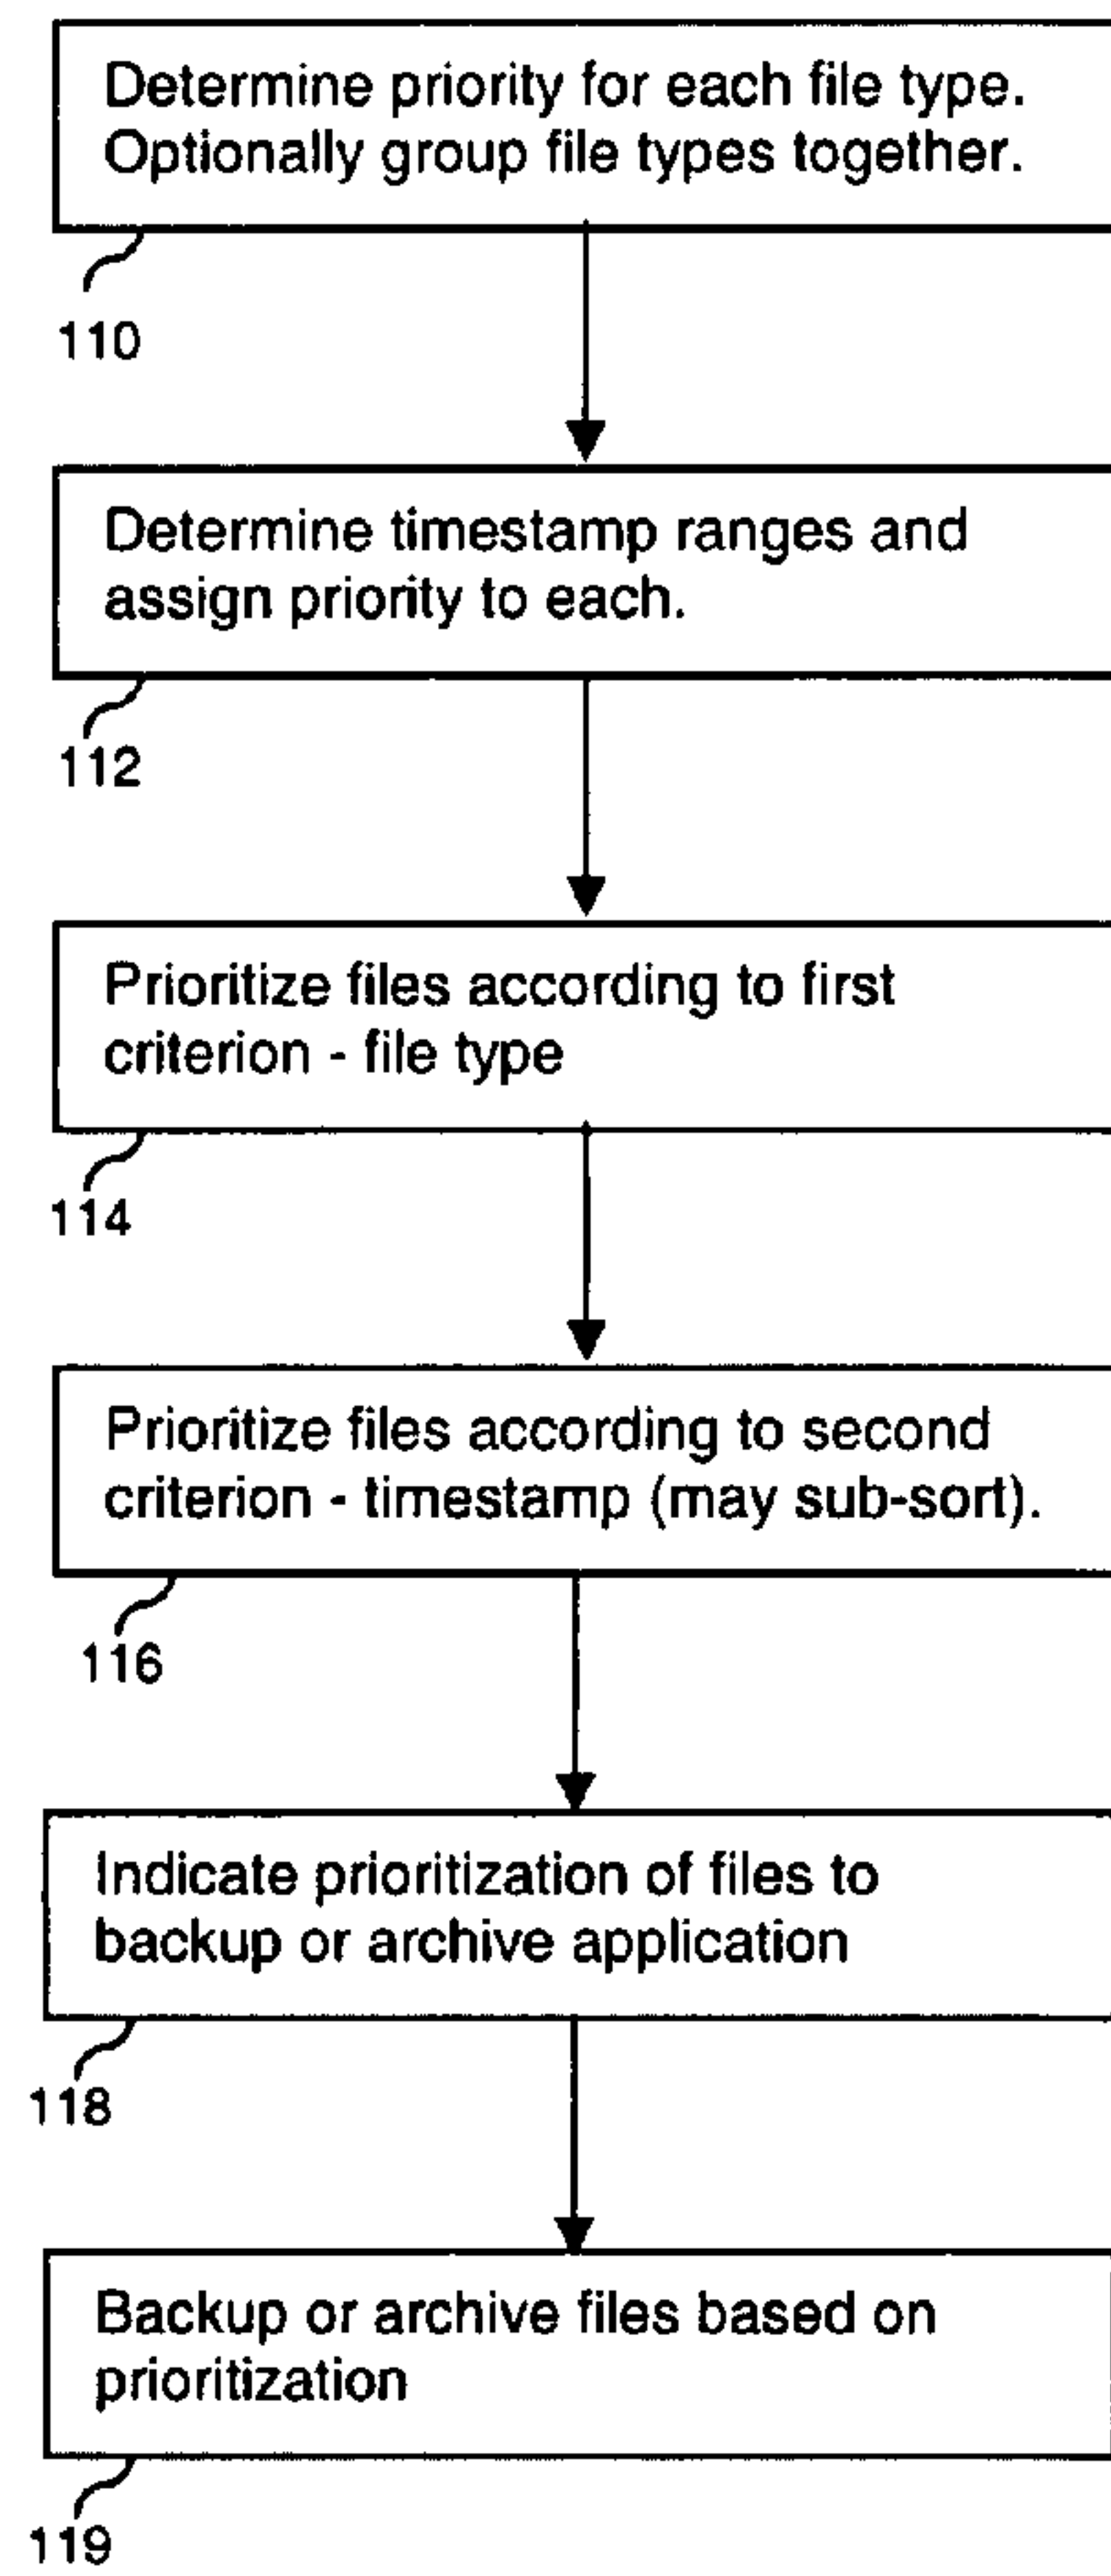 Determine priority for each file type.
Optionally group file types together.
110
Determine timestamp ranges and
assign priority to each.
112
Prioritize files according to first
criterion - file type
114
Prioritize files according to second
criterion - timestamp (may sub-sort).
116
Indicate prioritization of files to
backup or archive application
118
Backup or archive files based on
prioritization
119